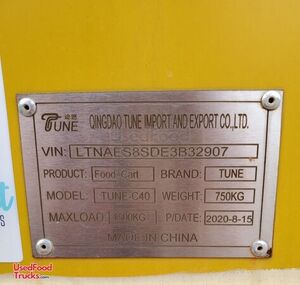 TUNE QINGDAO TUNE IMPORT AND EXPORT CO.,LTD.
VIN: LTNAES8SDE3B32907
PRODUCT: Food-Cart BRAND: TUNE
MODEL: TUNE-C40 WEIGHT: 750KG
MAXLOAD: P/DATE: 2020-8-15
MADE IN CHINA
UsedFood
Trucks.com